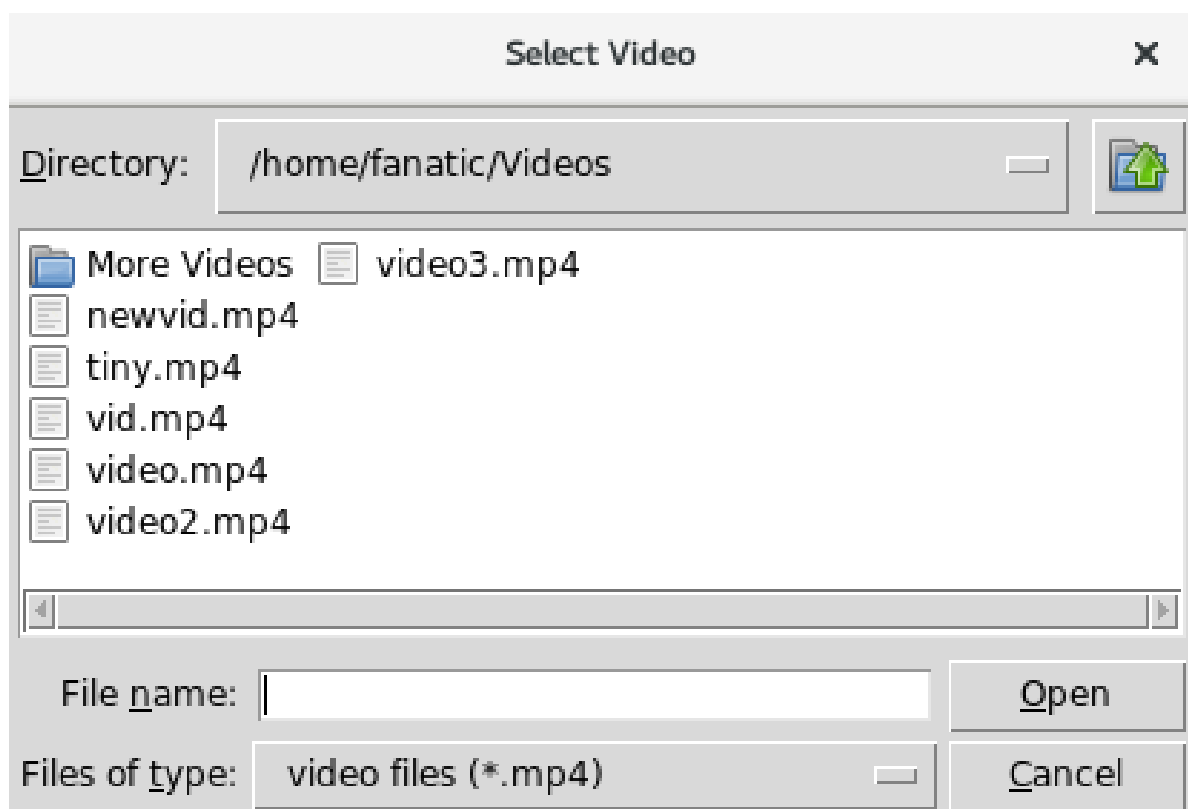 Select Video
Directory: /home/fanatic/Videos
More Videos video3.mp4
newvid.mp4
tiny.mp4
vid.mp4
video.mp4
video2.mp4
File name: Open
Files of type: video files (*.mp4) Cancel